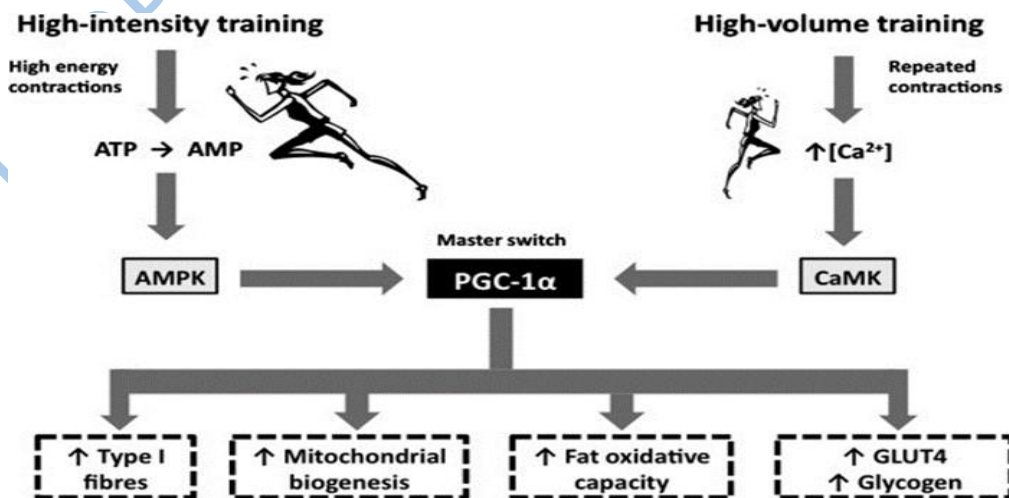 High-intensity training
High-volume training
High energy
contractions
Repeated
contractions
ATP → AMP
↑[Ca²⁺]
Master switch
AMPK
PGC-1α
CaMK
↑ Type I
fibres
↑ Mitochondrial
biogenesis
↑ Fat oxidative
capacity
↑ GLUT4
↑ Glycogen